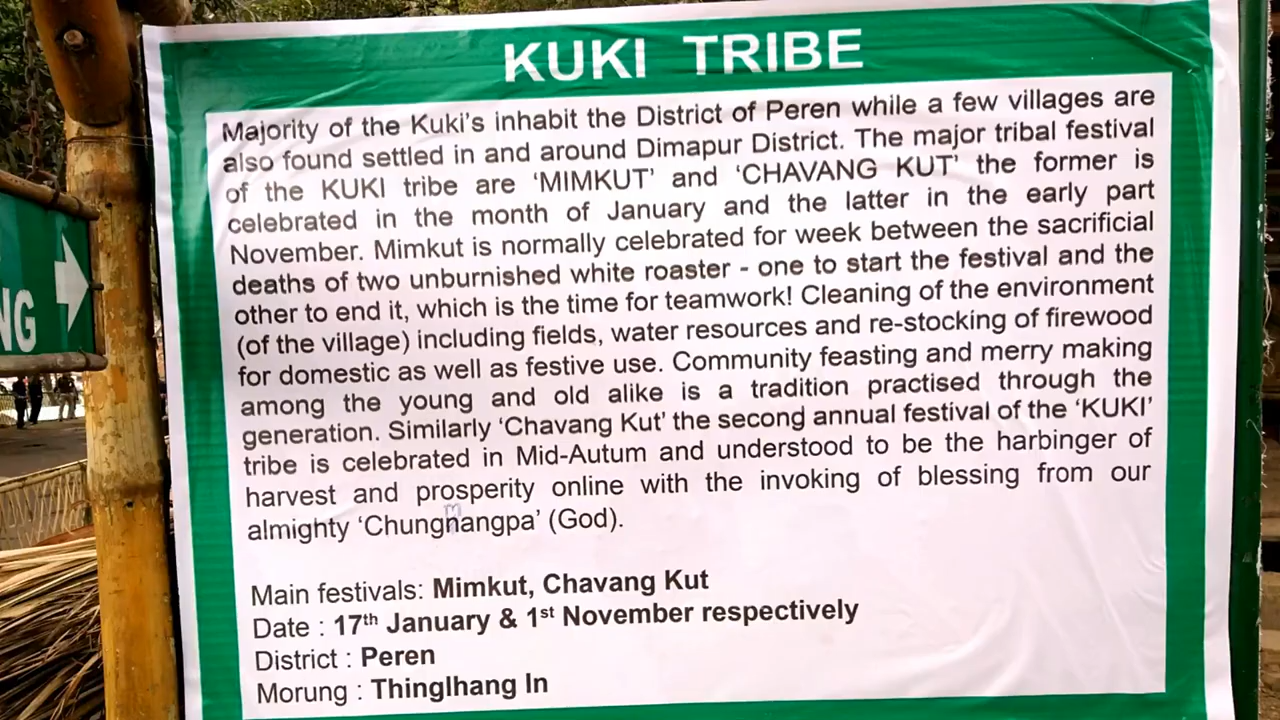 KUKI TRIBE
Majority of the Kuki's inhabit the District of Peren while a few villages are
also found settled in and around Dimapur District. The major tribal festival
of the KUKI tribe are ‘MIMKUT’ and ‘CHAVANG KUT’ the former is
celebrated in the month of January and the latter in the early part
November. Mimkut is normally celebrated for week between the sacrificial
deaths of two unburnished white roaster - one to start the festival and the
other to end it, which is the time for teamwork! Cleaning of the environment
(of the village) including fields, water resources and re-stocking of firewood
for domestic as well as festive use. Community feasting and merry making
among the young and old alike is a tradition practised through the
generation. Similarly ‘Chavang Kut’ the second annual festival of the ‘KUKI’
tribe is celebrated in Mid-Autum and understood to be the harbinger of
harvest and prosperity online with the invoking of blessing from our
almighty ‘Chungnangpa’ (God).
Main festivals: Mimkut, Chavang Kut
Date : 17th January & 1st November respectively
District : Peren
Morung : Thinglhang In